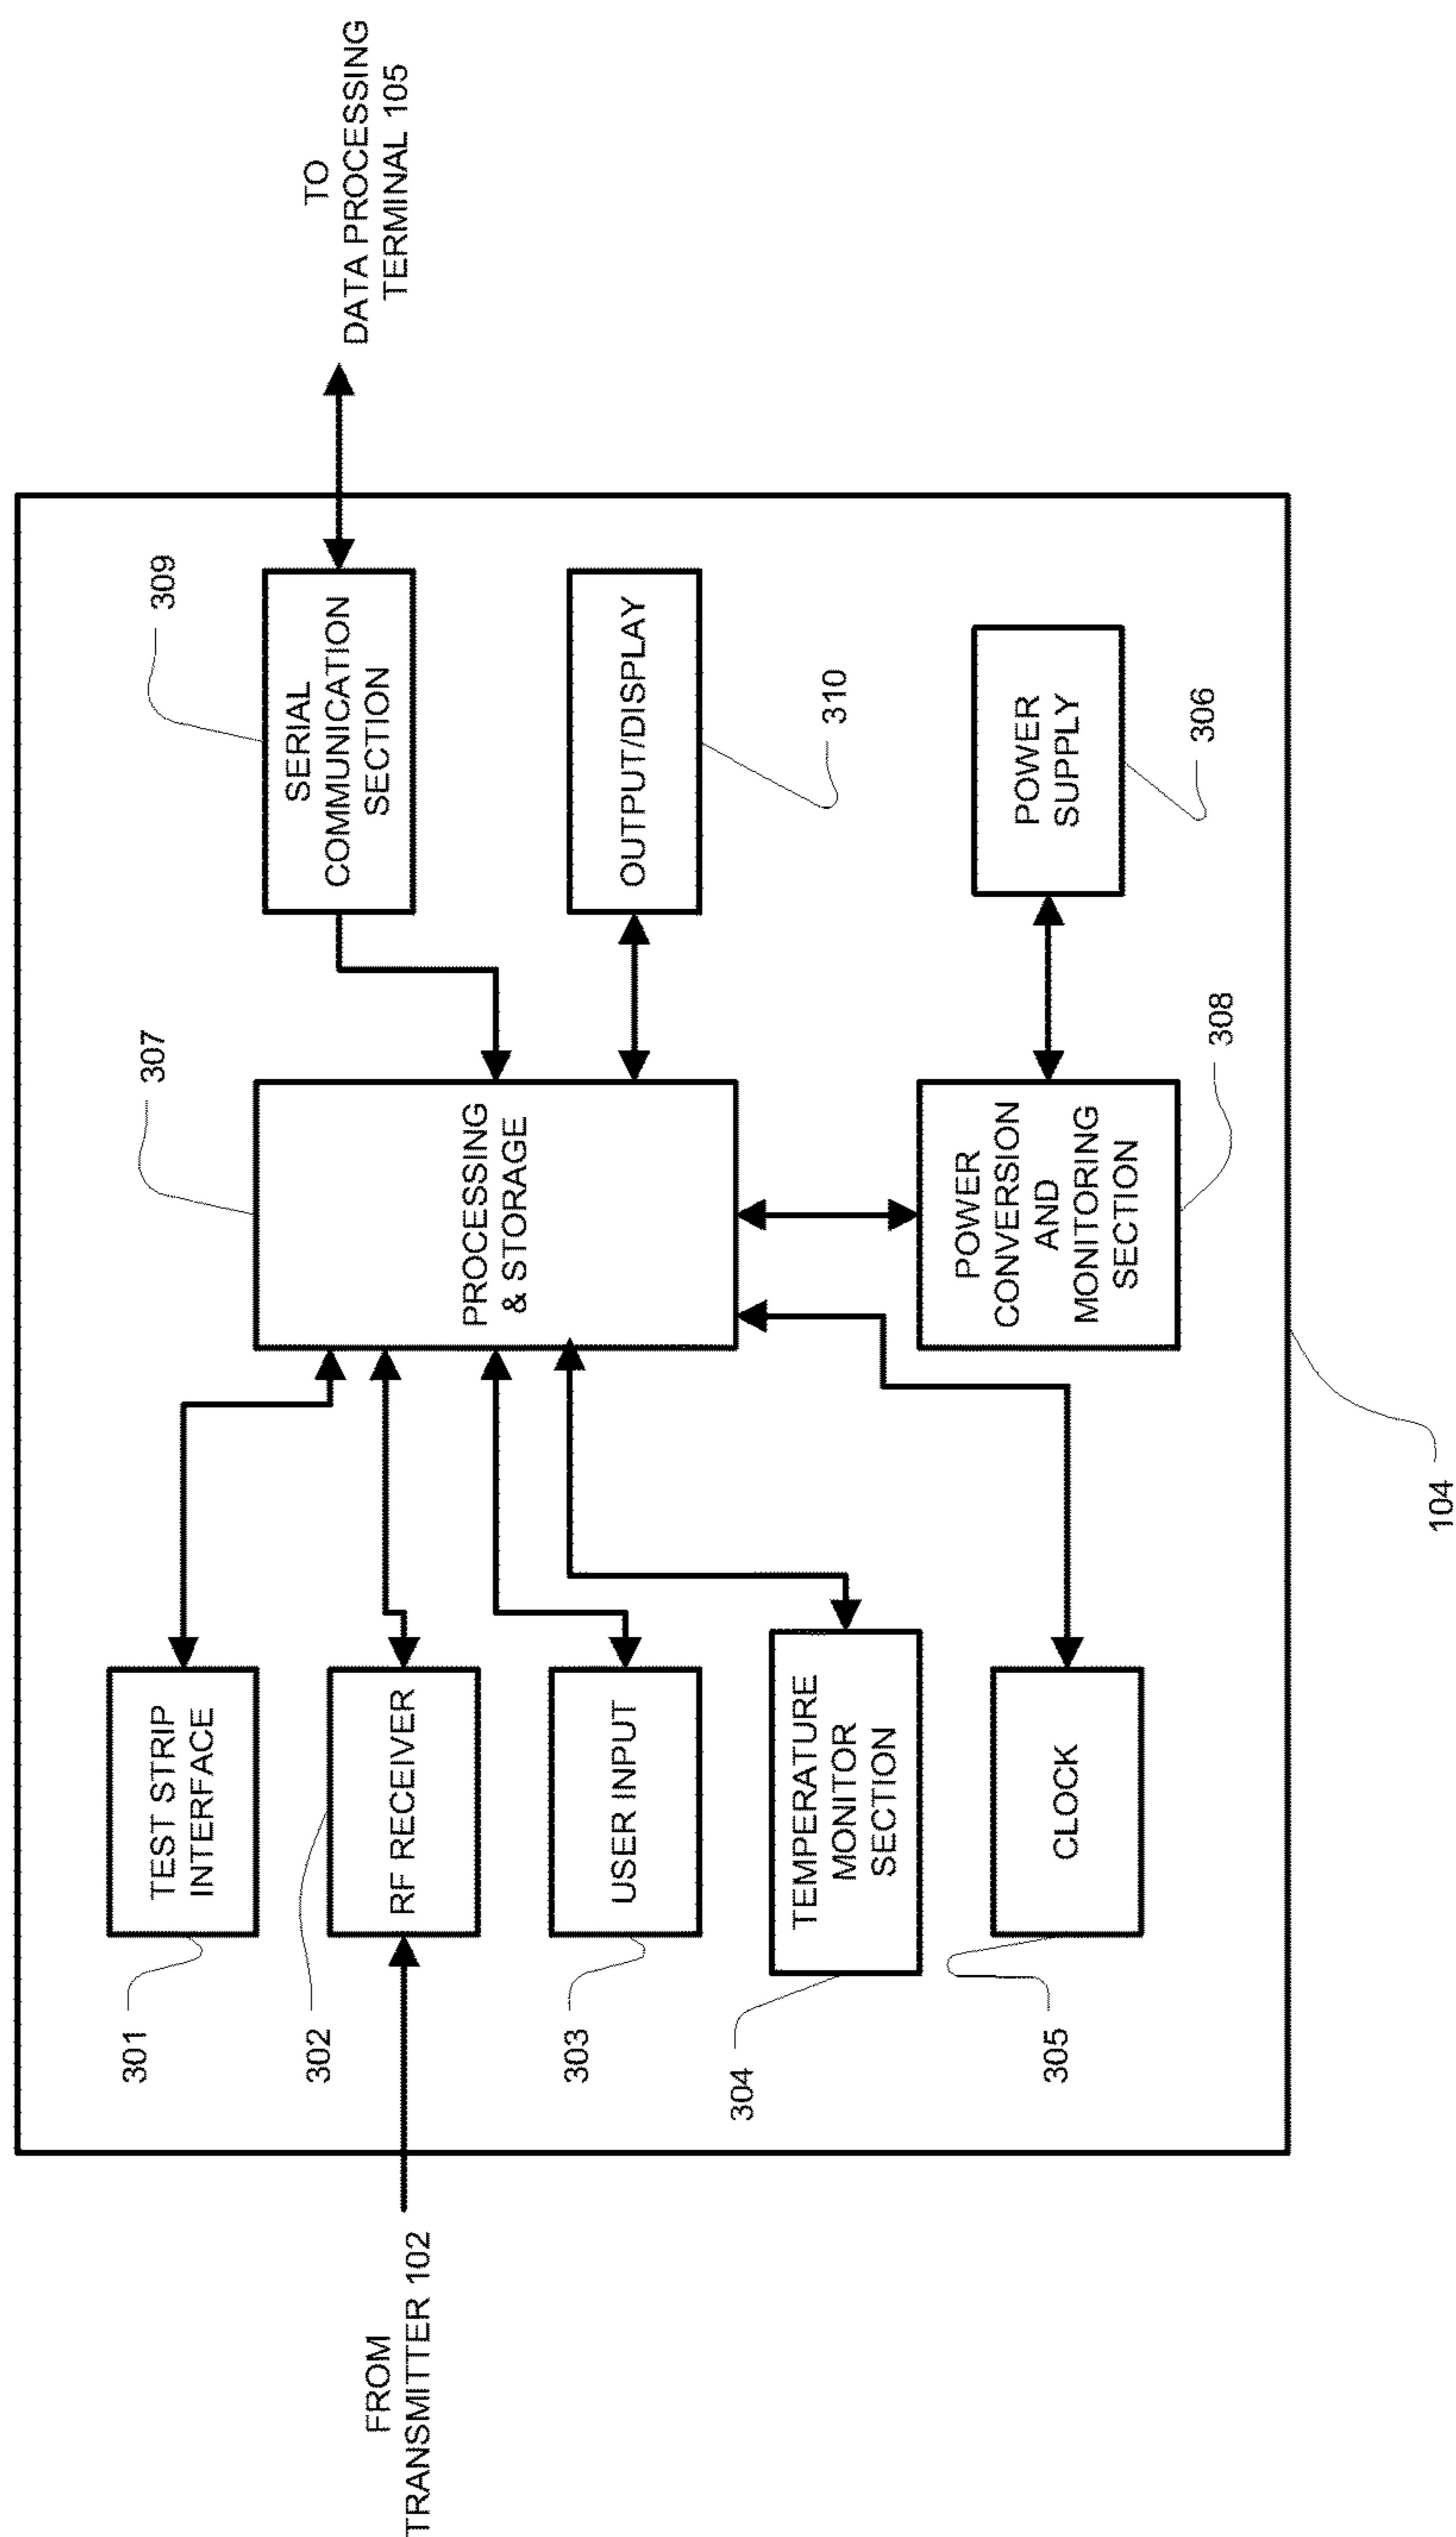 FROM
TRANSMITTER 102
301
TEST STRIP
INTERFACE
302
RF RECEIVER
303
USER INPUT
304
TEMPERATURE
MONITOR
SECTION
305
CLOCK
307
PROCESSING
& STORAGE
309
SERIAL
COMMUNICATION
SECTION
OUTPUT/DISPLAY
310
POWER
CONVERSION
AND
MONITORING
SECTION
308
POWER
SUPPLY
306
TO
DATA PROCESSING
TERMINAL 105
104